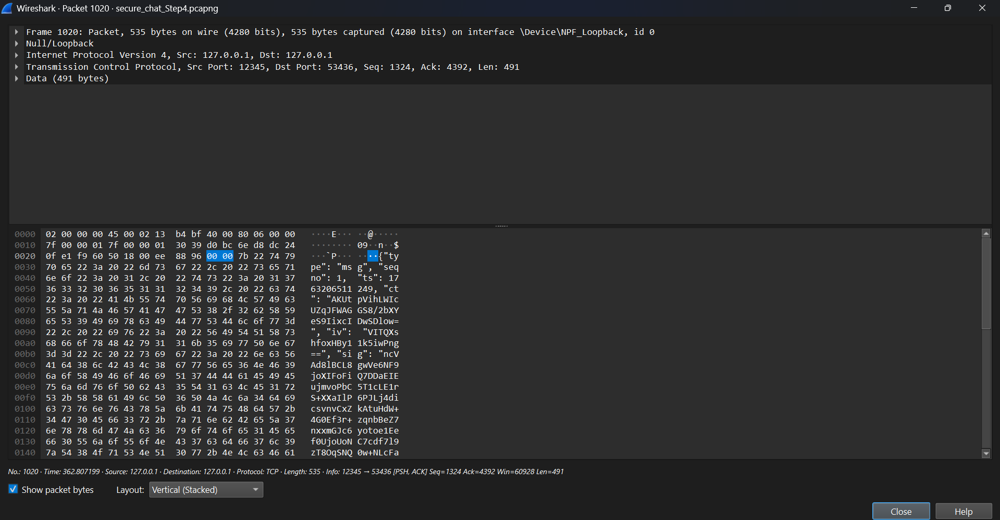 Wireshark · Packet 1020 · secure_chat_Step4.pcapng
Frame 1020: Packet, 535 bytes on wire (4280 bits), 535 bytes captured (4280 bits) on interface \Device\NPF_Loopback, id 0
Null/Loopback
Internet Protocol Version 4, Src: 127.0.0.1, Dst: 127.0.0.1
Transmission Control Protocol, Src Port: 12345, Dst Port: 53436, Seq: 1324, Ack: 4392, Len: 491
Data (491 bytes)
0000 02 00 00 00 45 00 02 13 b4 bf 40 00 80 06 00 00 ····E··· ··@·····
0010 7f 00 00 01 7f 00 00 01 30 39 d0 bc 6e d8 dc 24 ········ 09··n··$
0020 0f e1 f9 60 50 18 00 ee 88 96 00 00 7b 22 74 79 ···`P··· ····{"ty
0030 70 65 22 3a 20 22 6d 73 67 22 2c 20 22 73 65 71 pe": "ms g", "seq
0040 6e 6f 22 3a 20 31 2c 20 22 74 73 22 3a 20 31 37 no": 1, "ts": 17
0050 36 33 32 30 36 35 31 31 32 34 39 2c 20 22 63 74 63206511 249, "ct
0060 22 3a 20 22 41 4b 55 74 70 56 69 68 4c 57 49 63 ": "AKUt pVihLWIc
0070 55 5a 71 4a 46 57 41 47 47 53 38 2f 32 62 58 59 UZqJFWAG GS8/2bXY
0080 65 53 39 49 69 78 63 49 44 77 53 44 6c 6f 77 3d eS9IixcI DwSDlow=
0090 22 2c 20 22 69 76 22 3a 20 22 56 49 54 51 58 73 ", "iv": "VITQXs
00a0 68 66 6f 78 48 42 79 31 31 6b 35 69 77 50 6e 67 hfoxHBy1 1k5iwPng
00b0 3d 3d 22 2c 20 22 73 69 67 22 3a 20 22 6e 63 56 ==", "si g": "ncV
00c0 41 64 38 6c 42 43 4c 38 67 77 56 65 36 4e 46 39 Ad8lBCL8 gwVe6NF9
00d0 6a 6f 58 49 46 6f 46 69 51 37 44 44 61 45 49 45 joXIFoFi Q7DDaEIE
00e0 75 6a 6d 76 6f 50 62 43 35 54 31 63 4c 45 31 72 ujmvoPbC 5T1cLE1r
00f0 53 2b 58 58 61 49 6c 50 36 50 4a 4c 6a 34 64 69 S+XXaIlP 6PJLj4di
0100 63 73 76 6e 76 43 78 5a 6b 41 74 75 48 64 57 2b csvnvCxZ kAtuHdW+
0110 34 47 30 45 66 33 72 2b 7a 71 6e 62 42 65 5a 37 4G0Ef3r+ zqnbBeZ7
0120 6e 78 78 6d 47 4a 63 36 79 6f 74 6f 65 31 45 65 nxxmGJc6 yotoe1Ee
0130 66 30 55 6a 6f 55 6f 4e 43 37 63 64 66 37 6c 39 f0UjoUoN C7cdf7l9
0140 7a 54 38 4f 71 53 4e 51 30 77 2b 4e 4c 63 46 61 zT8OqSNQ 0w+NLcFa
No.: 1020 · Time: 362.807199 · Source: 127.0.0.1 · Destination: 127.0.0.1 · Protocol: TCP · Length: 535 · Info: 12345 → 53436 [PSH, ACK] Seq=1324 Ack=4392 Win=60928 Len=491
Show packet bytes Layout: Vertical (Stacked)
Close Help